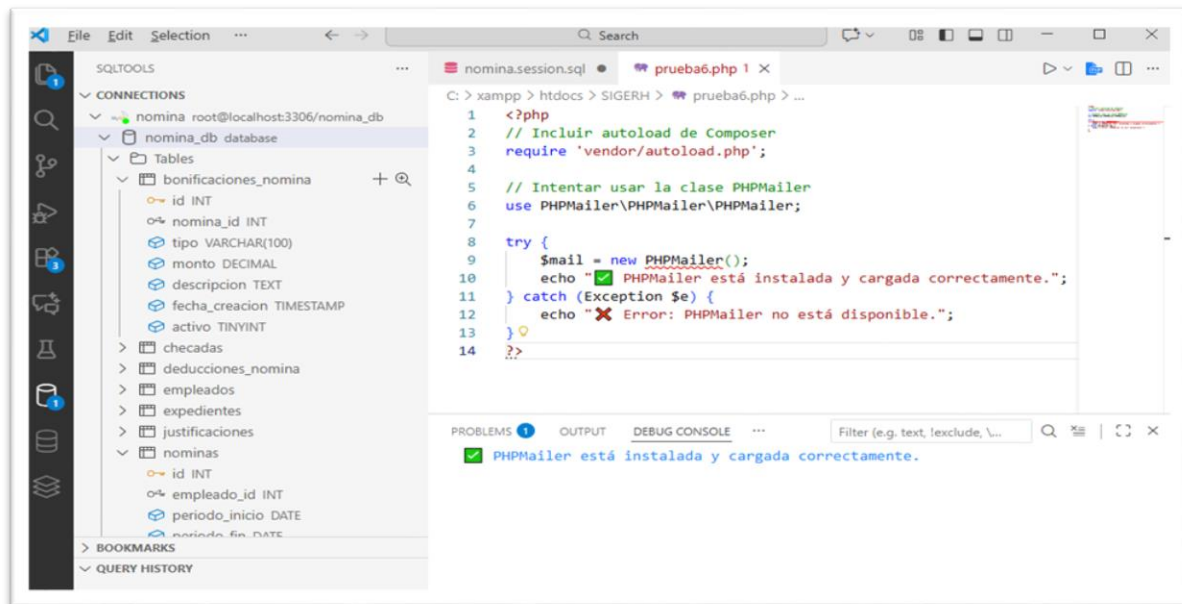 File Edit Selection ... Search
SQLTOOLS ...
CONNECTIONS
nomina root@localhost:3306/nomina_db
nomina_db database
Tables
bonificaciones_nomina
id INT
nomina_id INT
tipo VARCHAR(100)
monto DECIMAL
descripcion TEXT
fecha_creacion TIMESTAMP
activo TINYINT
checadas
deducciones_nomina
empleados
expedientes
justificaciones
nominas
id INT
empleado_id INT
periodo_inicio DATE
periodo_fin DATE
BOOKMARKS
QUERY HISTORY
1
3
1
nomina.session.sql ● prueba6.php 1 ×
C: > xampp > htdocs > SIGERH > prueba6.php > ...
1 <?php
2 // Incluir autoload de Composer
3 require 'vendor/autoload.php';
4
5 // Intentar usar la clase PHPMailer
6 use PHPMailer\PHPMailer\PHPMailer;
7
8 try {
9 $mail = new PHPMailer();
10 echo "✅ PHPMailer está instalada y cargada correctamente.";
11 } catch (Exception $e) {
12 echo "❌ Error: PHPMailer no está disponible.";
13 }
14 ?>
PROBLEMS 1 OUTPUT DEBUG CONSOLE ... Filter (e.g. text, !exclude, \...
✅ PHPMailer está instalada y cargada correctamente.